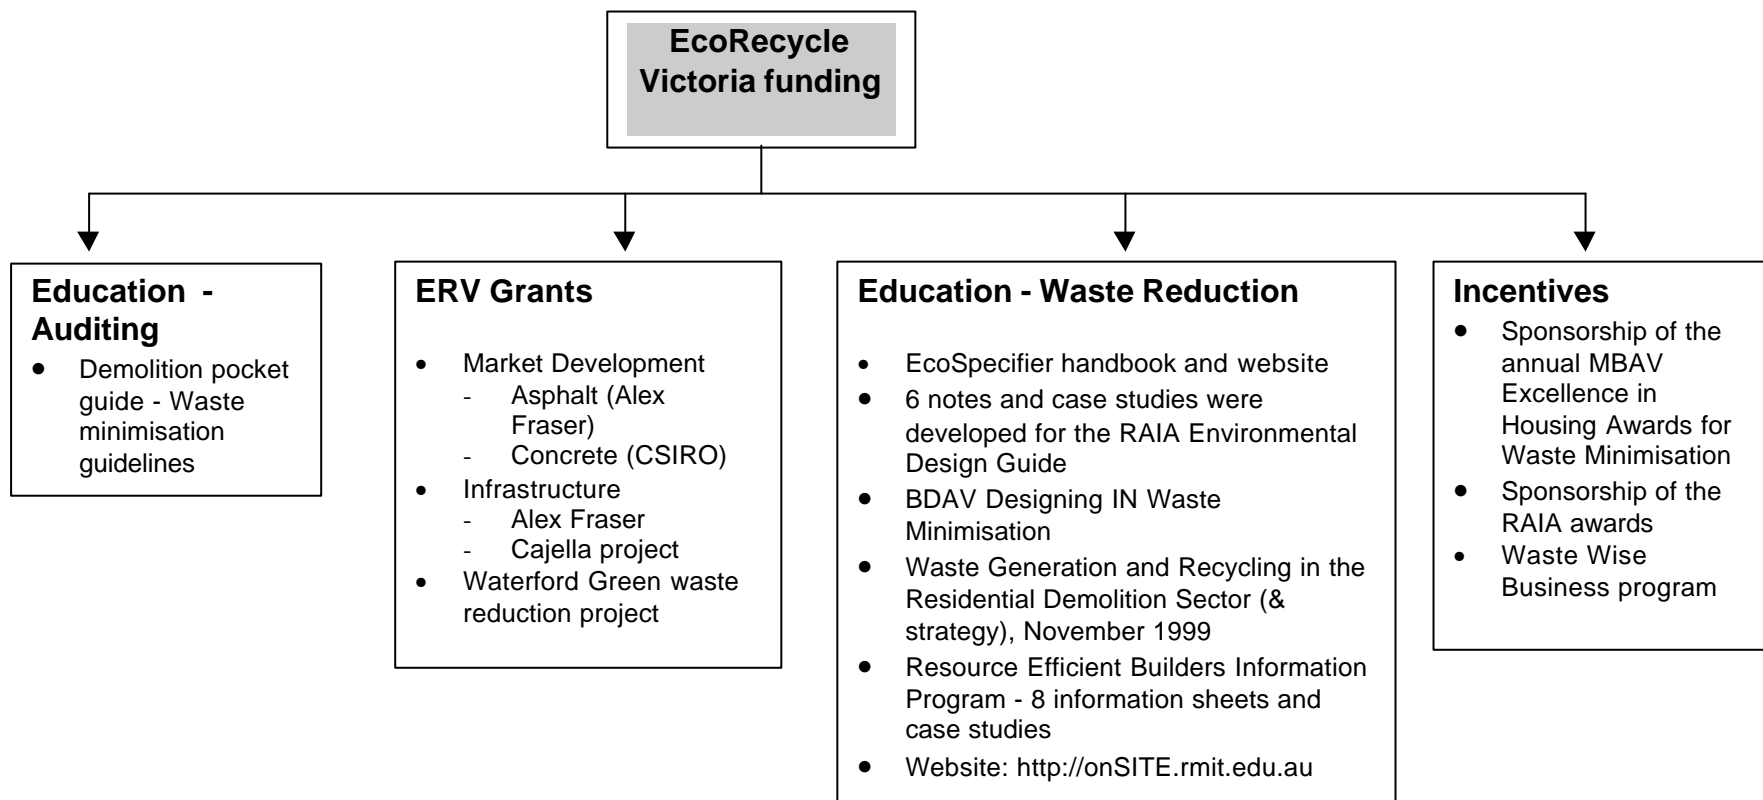 EcoRecycle
Victoria funding
Education -
Auditing
● Demolition pocket
guide - Waste
minimisation
guidelines
ERV Grants
● Market Development
- Asphalt (Alex
Fraser)
- Concrete (CSIRO)
● Infrastructure
- Alex Fraser
- Cajella project
● Waterford Green waste
reduction project
Education - Waste Reduction
● EcoSpecifier handbook and website
● 6 notes and case studies were
developed for the RAIA Environmental
Design Guide
● BDAV Designing IN Waste
Minimisation
● Waste Generation and Recycling in the
Residential Demolition Sector (&
strategy), November 1999
● Resource Efficient Builders Information
Program - 8 information sheets and
case studies
● Website: http://onSITE.rmit.edu.au
Incentives
● Sponsorship of the
annual MBAV
Excellence in
Housing Awards for
Waste Minimisation
● Sponsorship of the
RAIA awards
● Waste Wise
Business program